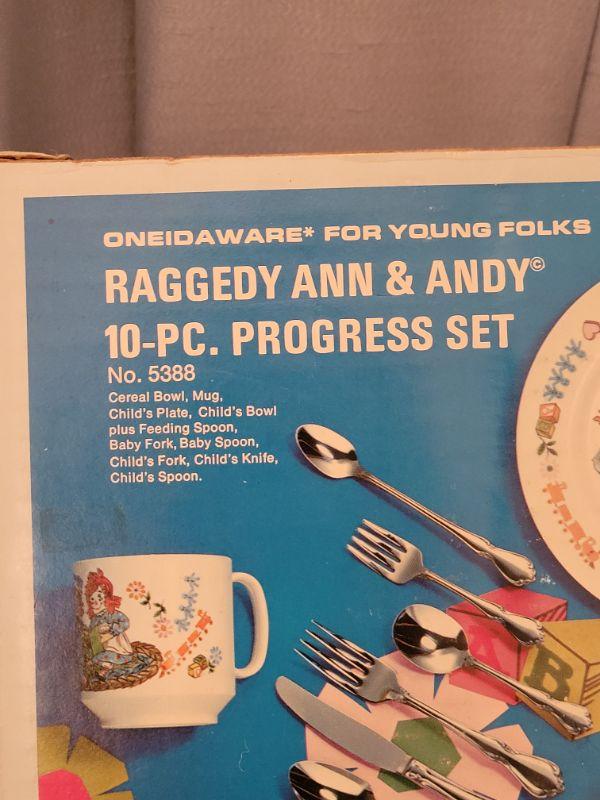 ONEIDAWARE* FOR YOUNG FOLKS
RAGGEDY ANN & ANDY©
10-PC. PROGRESS SET
No. 5388
Cereal Bowl, Mug,
Child's Plate, Child's Bowl
plus Feeding Spoon,
Baby Fork, Baby Spoon,
Child's Fork, Child's Knife,
Child's Spoon.
A B